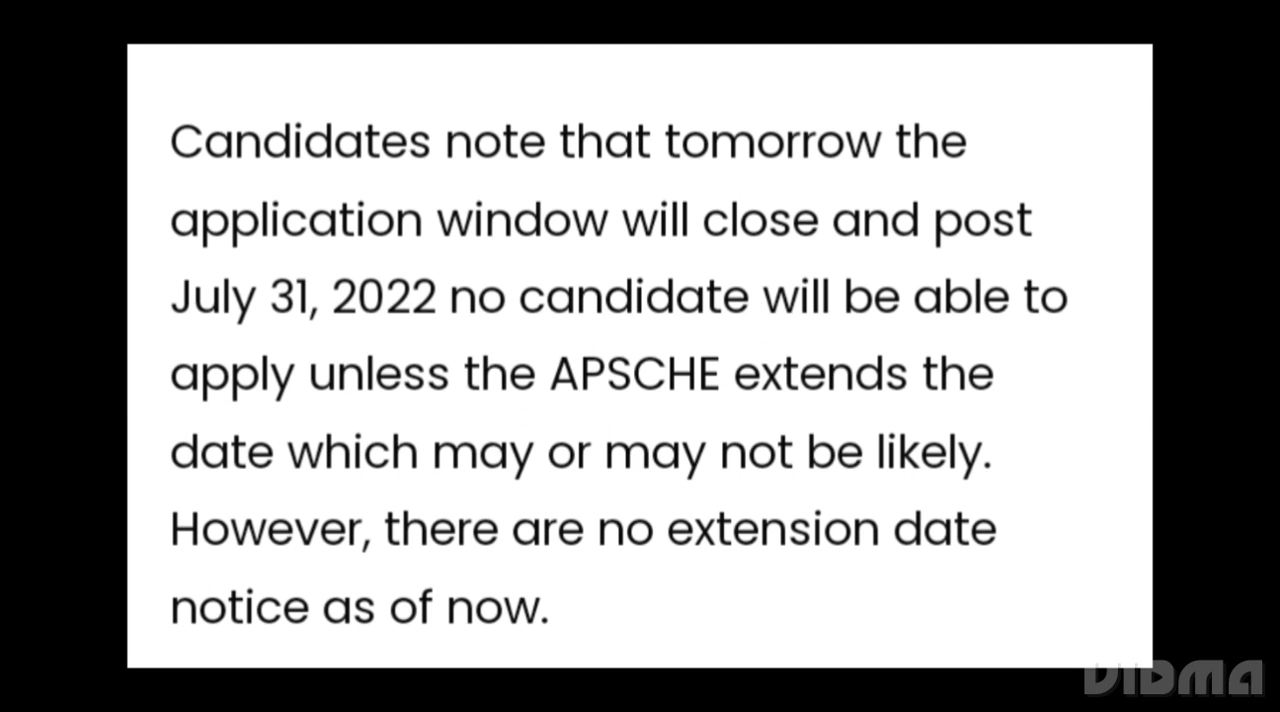 Candidates note that tomorrow the
application window will close and post
July 31, 2022 no candidate will be able to
apply unless the APSCHE extends the
date which may or may not be likely.
However, there are no extension date
notice as of now.
VIDMA